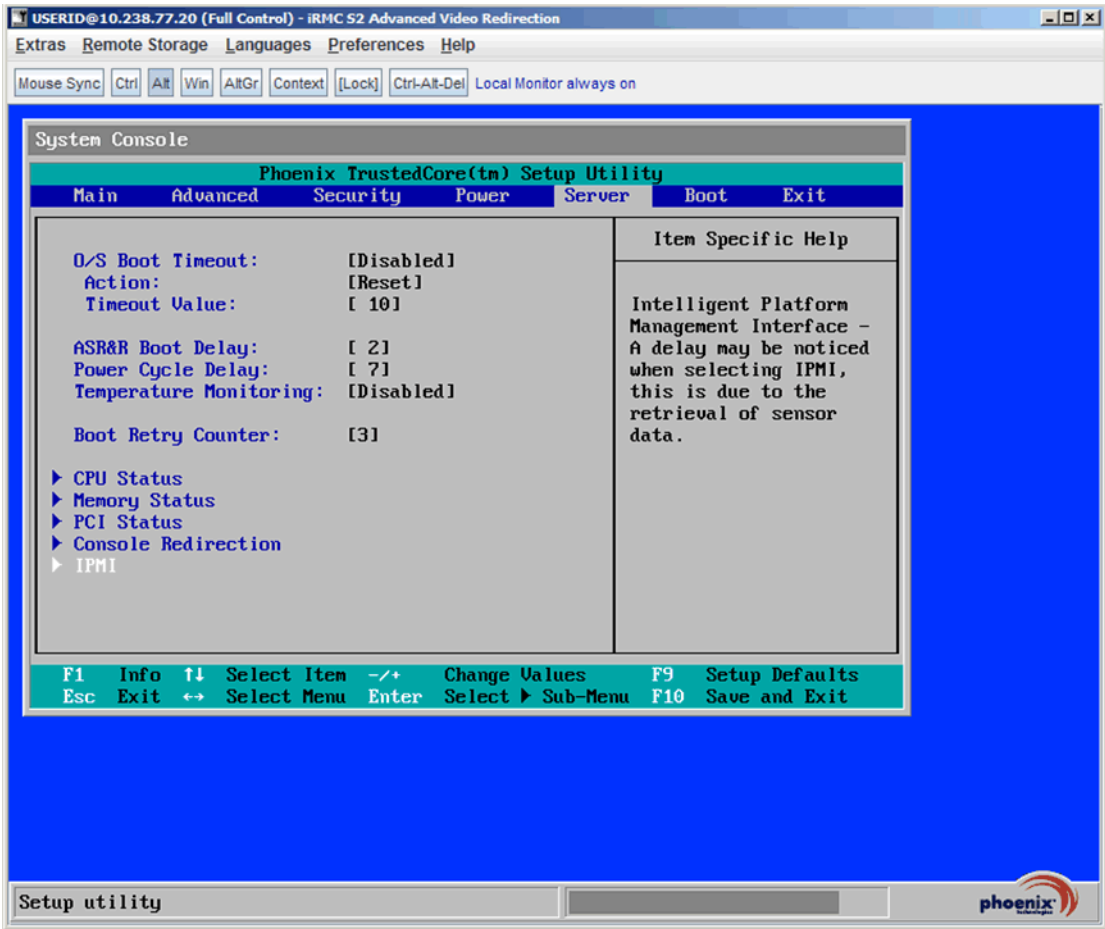 USERID@10.238.77.20 (Full Control) - iRMC S2 Advanced Video Redirection
Extras Remote Storage Languages Preferences Help
Mouse Sync Ctrl Alt Win AltGr Context [Lock] Ctrl-Alt-Del Local Monitor always on
System Console
Phoenix TrustedCore(tm) Setup Utility
Main Advanced Security Power Server Boot Exit
Item Specific Help
O/S Boot Timeout: [Disabled]
Action: [Reset]
Timeout Value: [ 10]
ASR&R Boot Delay: [ 2]
Power Cycle Delay: [ 7]
Temperature Monitoring: [Disabled]
Boot Retry Counter: [3]
▶ CPU Status
▶ Memory Status
▶ PCI Status
▶ Console Redirection
▶ IPMI
Intelligent Platform
Management Interface -
A delay may be noticed
when selecting IPMI,
this is due to the
retrieval of sensor
data.
F1 Info ↑↓ Select Item -/+ Change Values F9 Setup Defaults
Esc Exit ↔ Select Menu Enter Select ▶ Sub-Menu F10 Save and Exit
Setup utility
phoenix
technologies